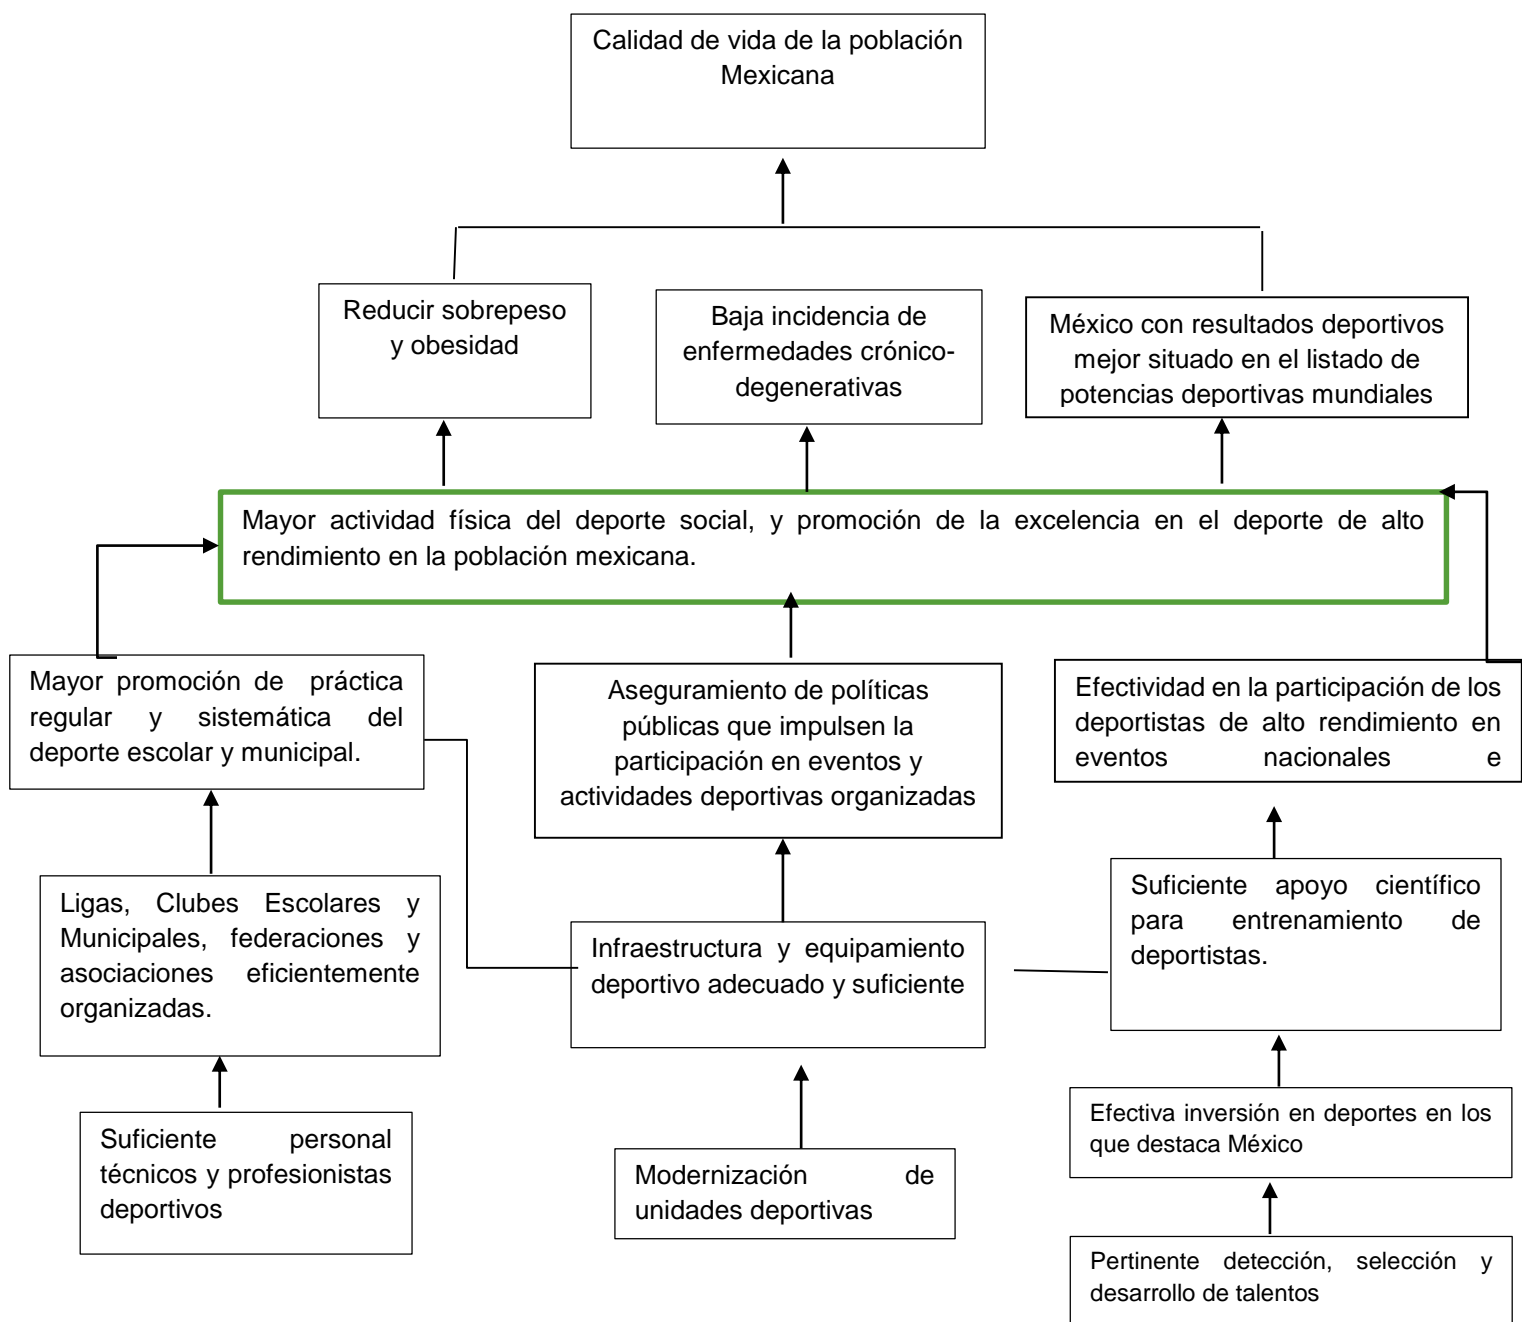 Calidad de vida de la población
Mexicana
Reducir sobrepeso
y obesidad
Baja incidencia de
enfermedades crónico-
degenerativas
México con resultados deportivos
mejor situado en el listado de
potencias deportivas mundiales
Mayor actividad física del deporte social, y promoción de la excelencia en el deporte de alto
rendimiento en la población mexicana.
Mayor promoción de práctica
regular y sistemática del
deporte escolar y municipal.
Aseguramiento de políticas
públicas que impulsen la
participación en eventos y
actividades deportivas organizadas
Efectividad en la participación de los
deportistas de alto rendimiento en
eventos nacionales e
Ligas, Clubes Escolares y
Municipales, federaciones y
asociaciones eficientemente
organizadas.
Infraestructura y equipamiento
deportivo adecuado y suficiente
Suficiente apoyo científico
para entrenamiento de
deportistas.
Suficiente personal
técnicos y profesionistas
deportivos
Modernización de
unidades deportivas
Efectiva inversión en deportes en los
que destaca México
Pertinente detección, selección y
desarrollo de talentos